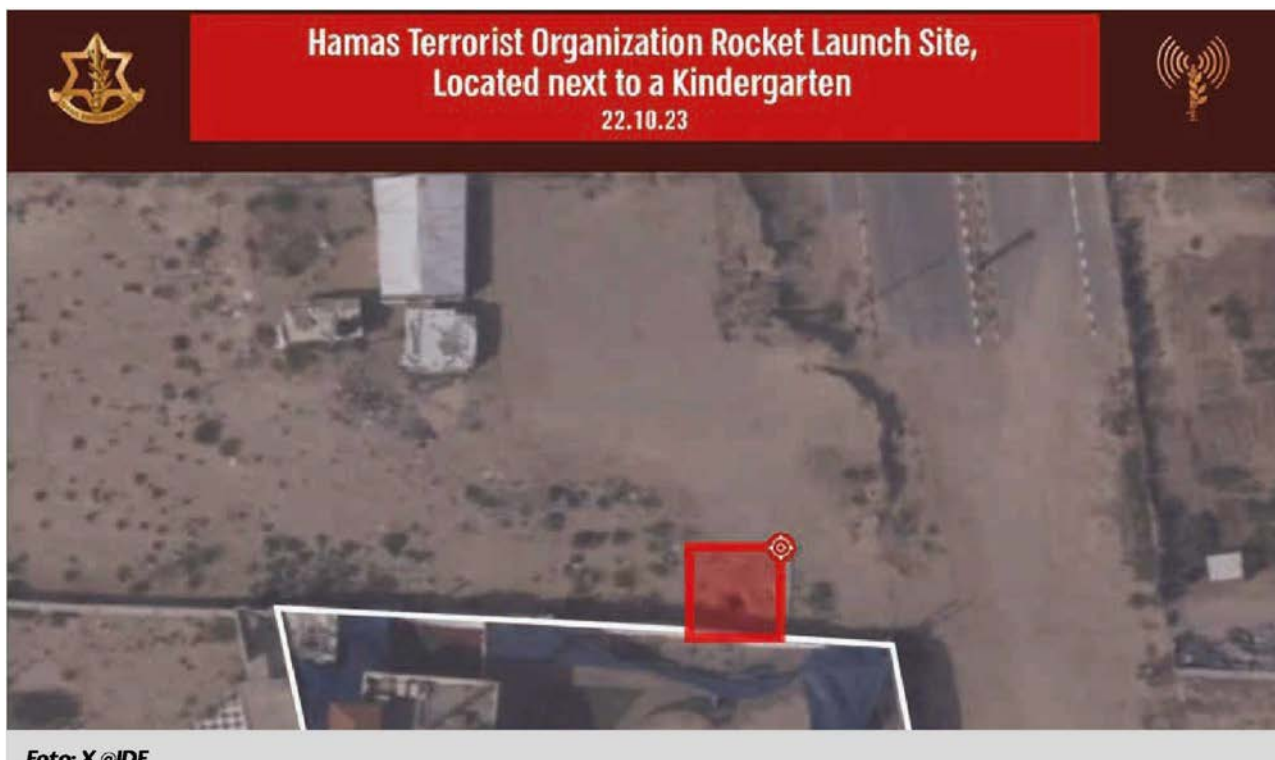 Hamas Terrorist Organization Rocket Launch Site,
Located next to a Kindergarten
22.10.23
Foto: X @IDF